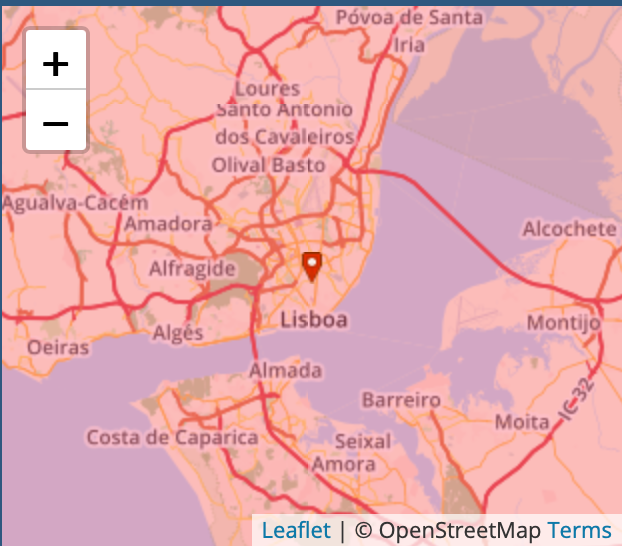 Póvoa de Santa
Iria
+
Loures
Santo Antonio
dos Cavaleiros
−
Olival Basto
Agualva-Cacém
Amadora
Alcochete
Alfragide
Lisboa
Montijo
Algés
Oeiras
Almada
IC-32
Barreiro
Moita
Costa de Caparica
Seixal
Amora
Leaflet | © OpenStreetMap Terms